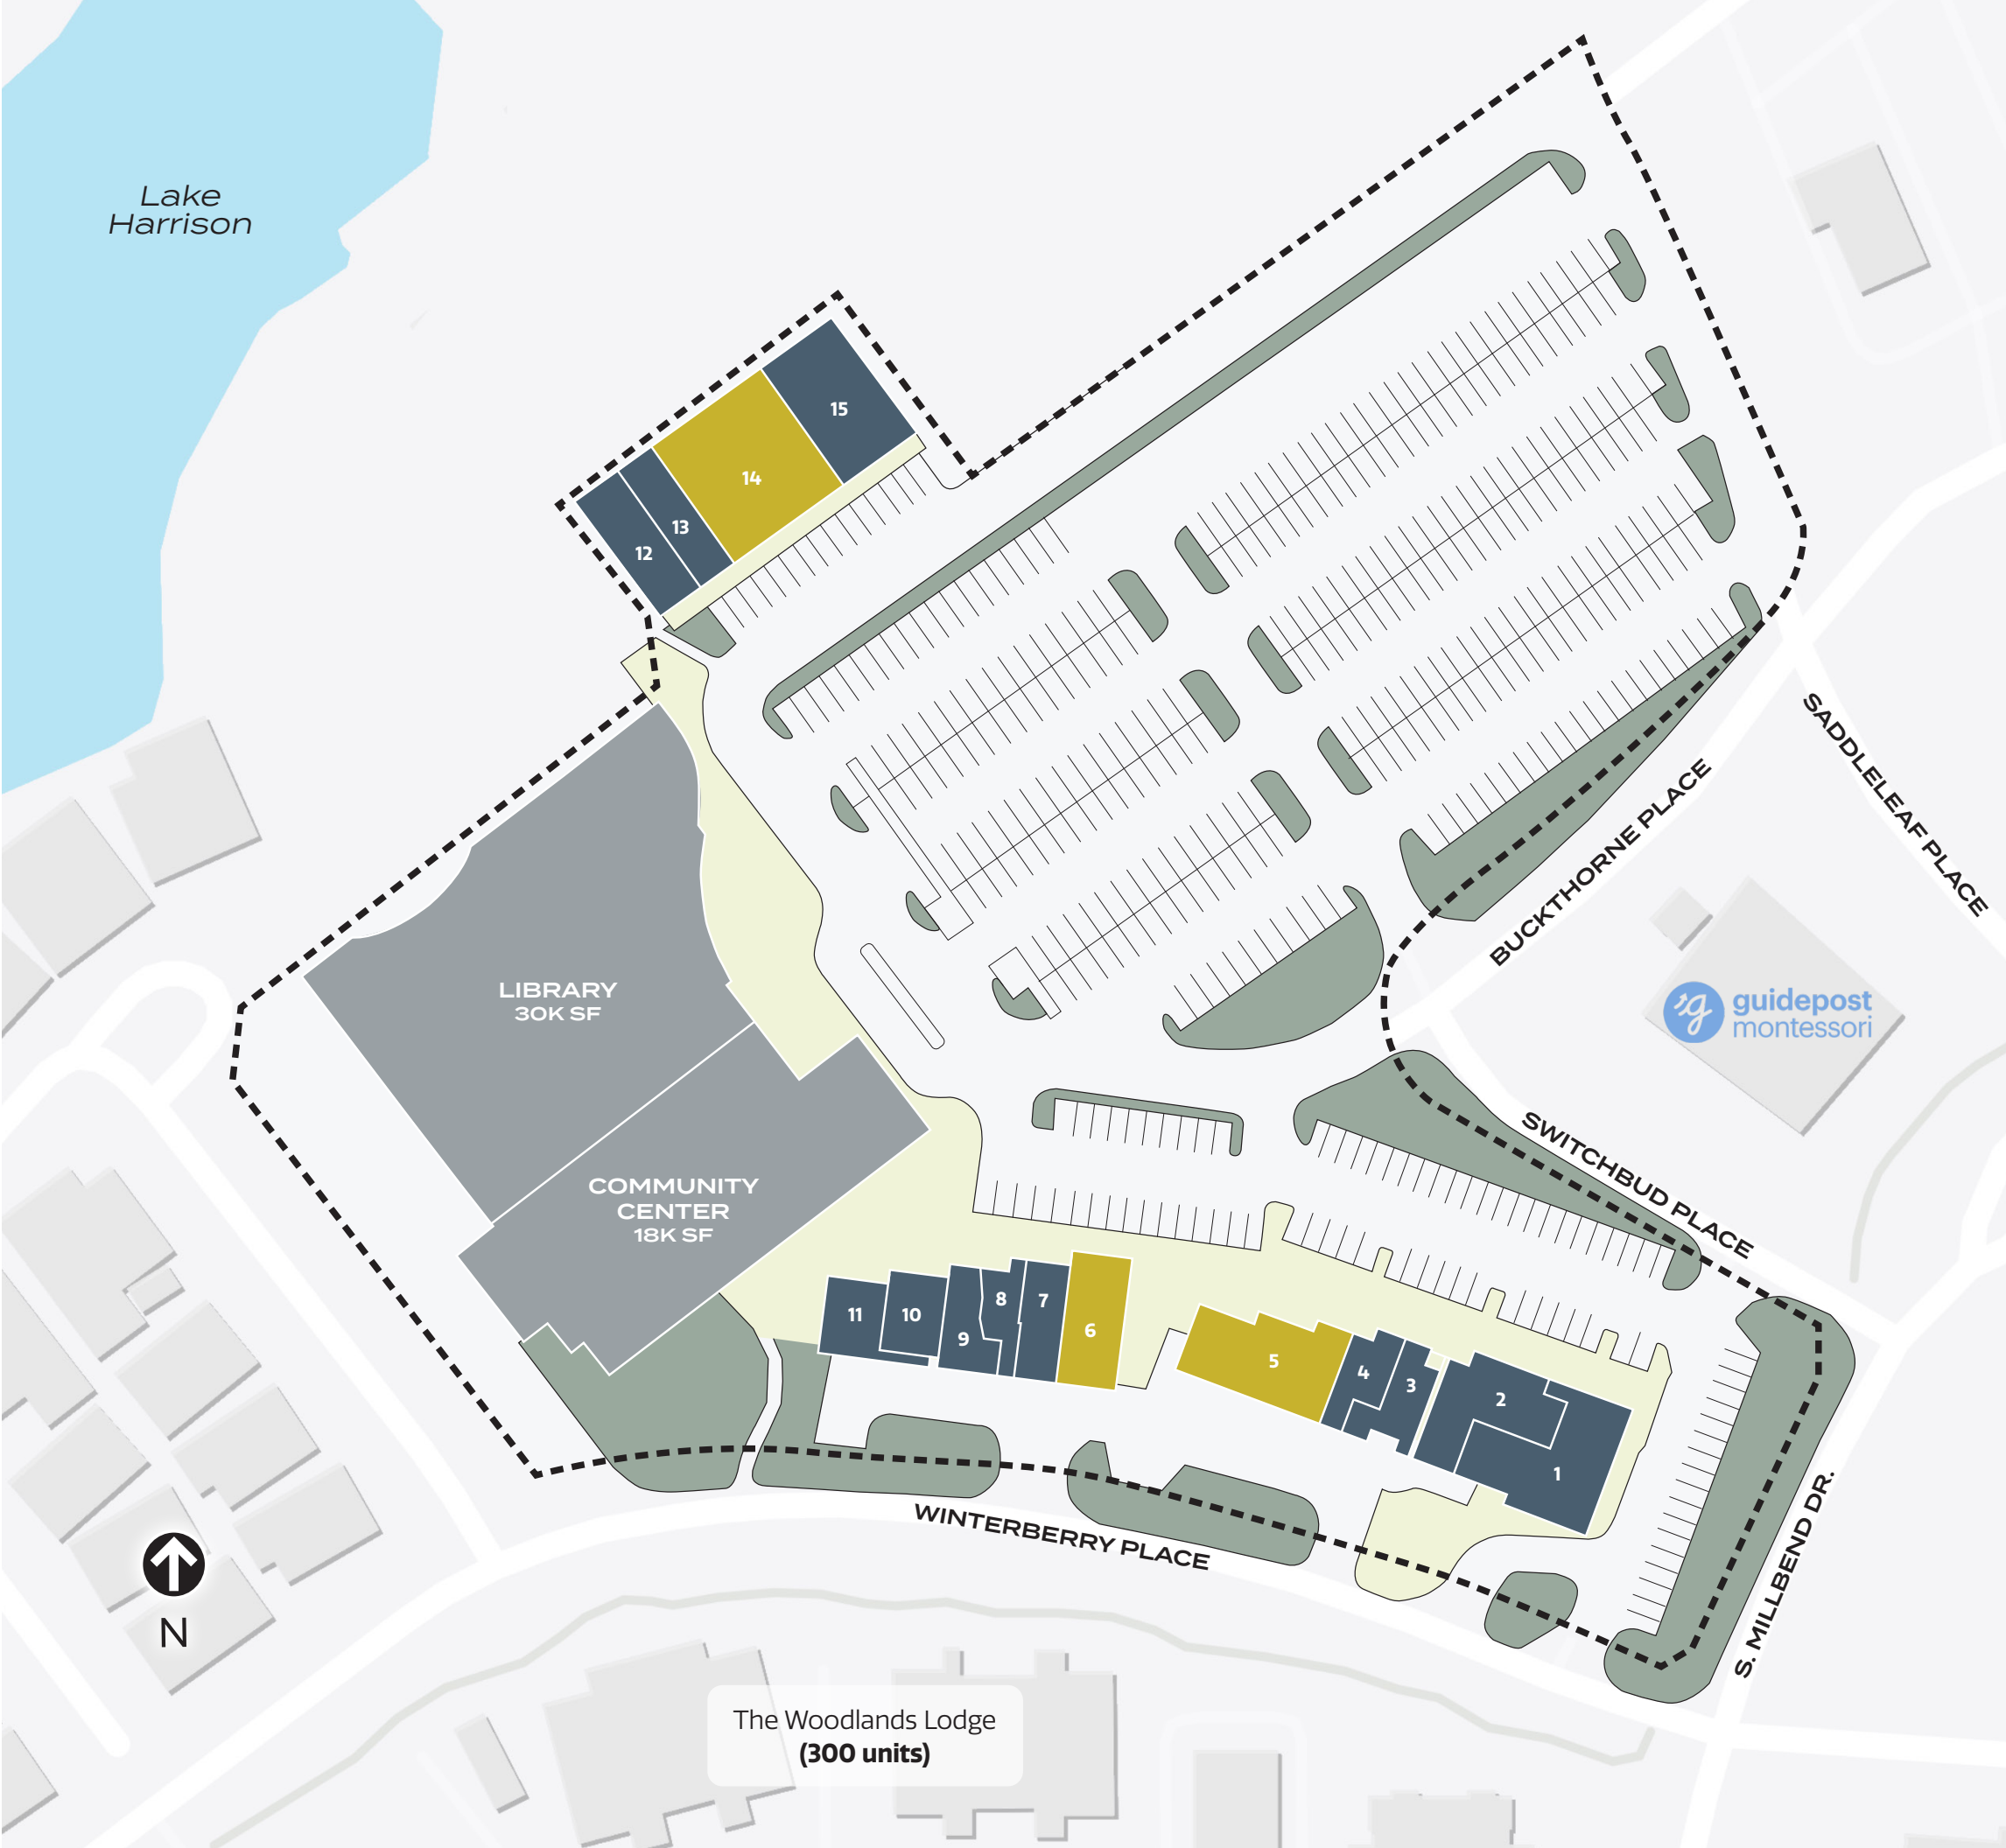 Lake
Harrison
15
14
13
12
SADDLELEAF PLACE
BUCKTHORNE PLACE
LIBRARY
30K SF
guidepost
montessori
SWITCHBUD PLACE
COMMUNITY
CENTER
18K SF
11
10
9
8
7
6
5
4
3
2
1
WINTERBERRY PLACE
S. MILLBEND DR.
N
The Woodlands Lodge
(300 units)